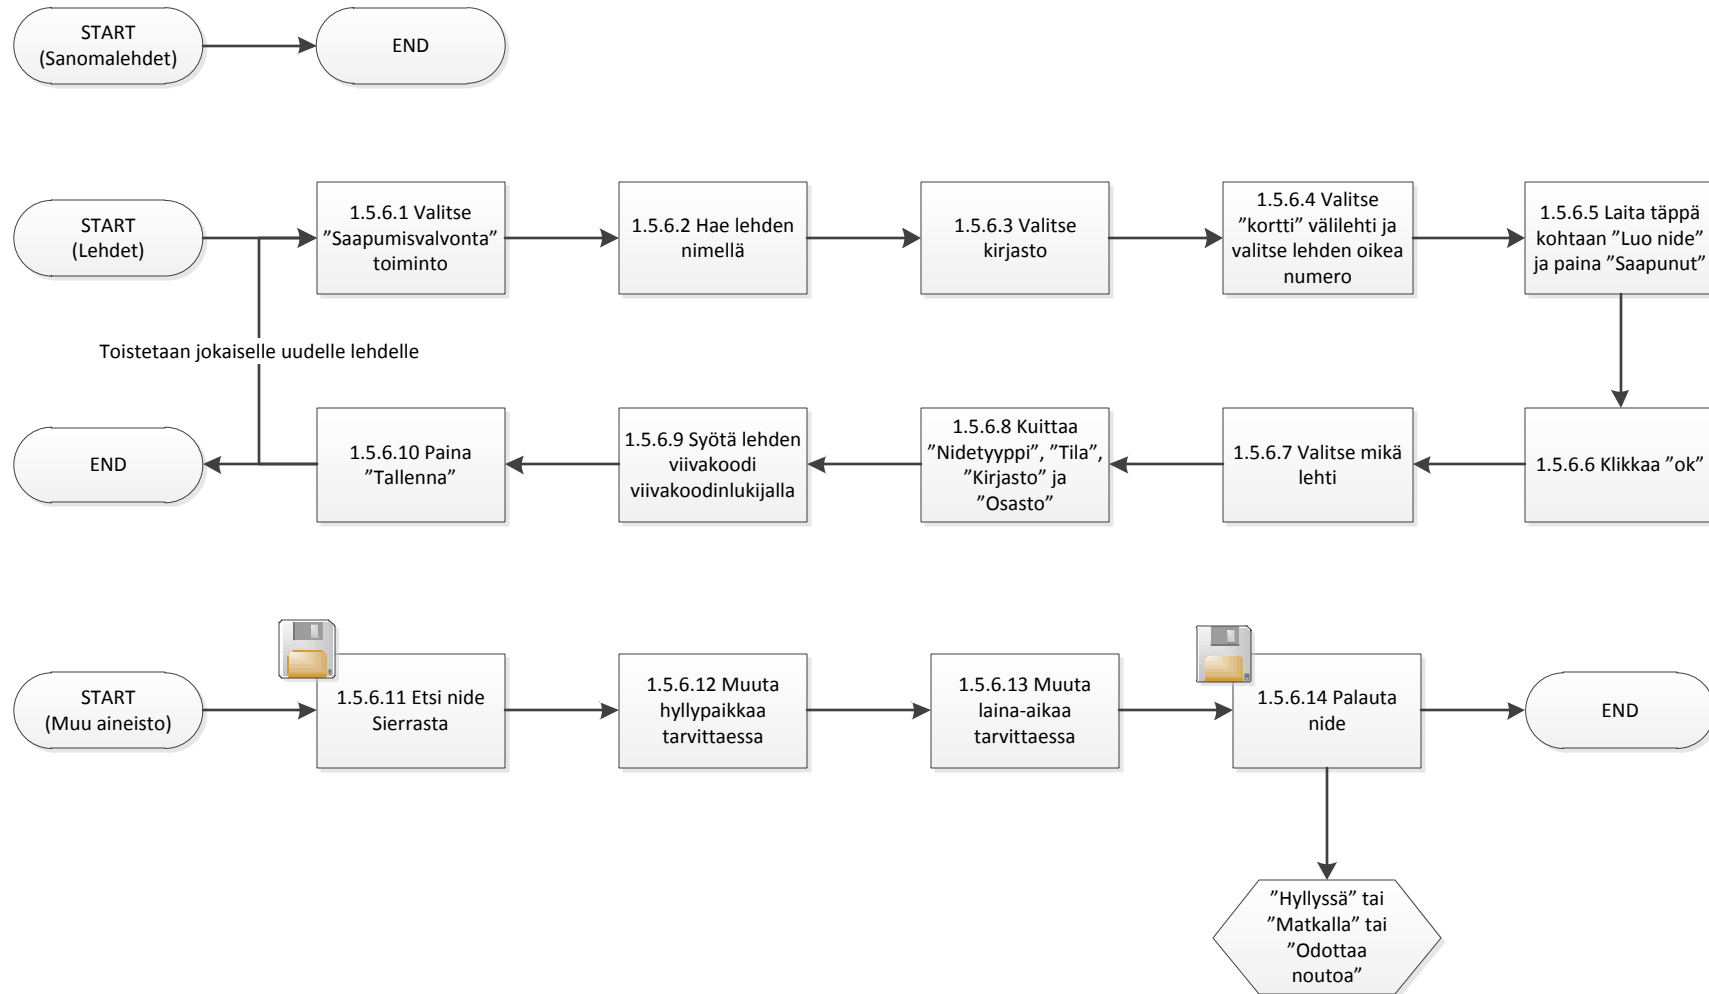 START
(Sanomalehdet)
END
START
(Lehdet)
1.5.6.1 Valitse
”Saapumisvalvonta”
toiminto
1.5.6.2 Hae lehden
nimellä
1.5.6.3 Valitse
kirjasto
1.5.6.4 Valitse
”kortti” välilehti ja
valitse lehden oikea
numero
1.5.6.5 Laita täppä
kohtaan ”Luo nide”
ja paina ”Saapunut”
Toistetaan jokaiselle uudelle lehdelle
END
1.5.6.10 Paina
”Tallenna”
1.5.6.9 Syötä lehden
viivakoodi
viivakoodinlukijalla
1.5.6.8 Kuittaa
”Nidetyyppi”, ”Tila”,
”Kirjasto” ja
”Osasto”
1.5.6.7 Valitse mikä
lehti
1.5.6.6 Klikkaa ”ok”
START
(Muu aineisto)
1.5.6.11 Etsi nide
Sierrasta
1.5.6.12 Muuta
hyllypaikkaa
tarvittaessa
1.5.6.13 Muuta
laina-aikaa
tarvittaessa
1.5.6.14 Palauta
nide
END
”Hyllyssä” tai
”Matkalla” tai
”Odottaa
noutoa”